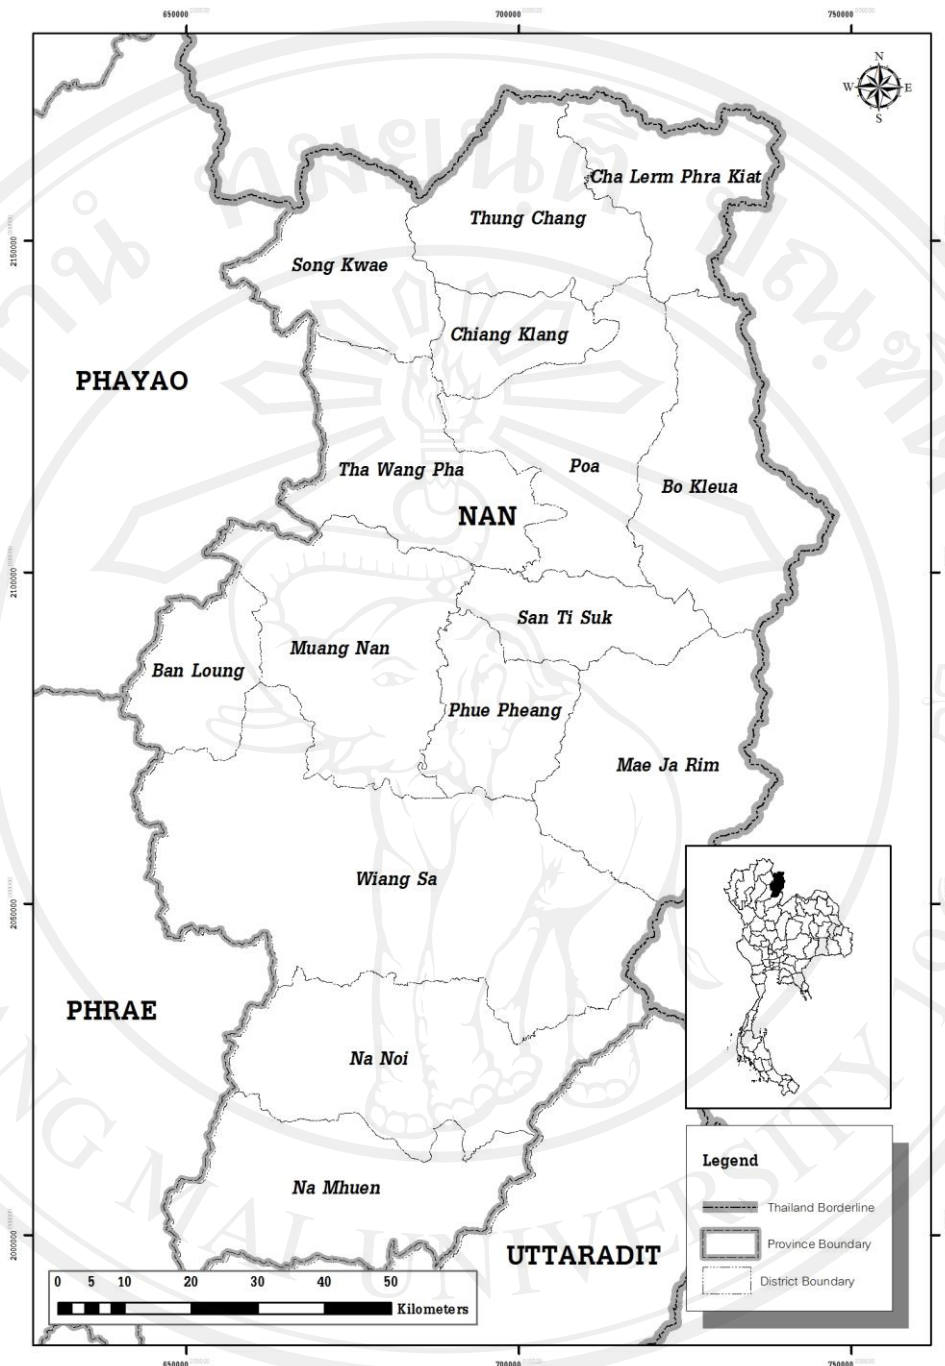 650000 700000 750000
N
W E
S
Cha Lerm Phra Kiat
Thung Chang
2150000
Song Kwae
Chiang Klang
PHAYAO
Tha Wang Pha
Poa
Bo Kleua
NAN
2100000
San Ti Suk
Muang Nan
Ban Loung
Phue Pheang
Mae Ja Rim
Wiang Sa
2050000
PHRAE
Na Noi
Na Mhuen
2000000
UTTARADIT
Legend
Thailand Borderline
Province Boundary
District Boundary
0 5 10 20 30 40 50
Kilometers
650000 700000 750000
UNIVERSITY